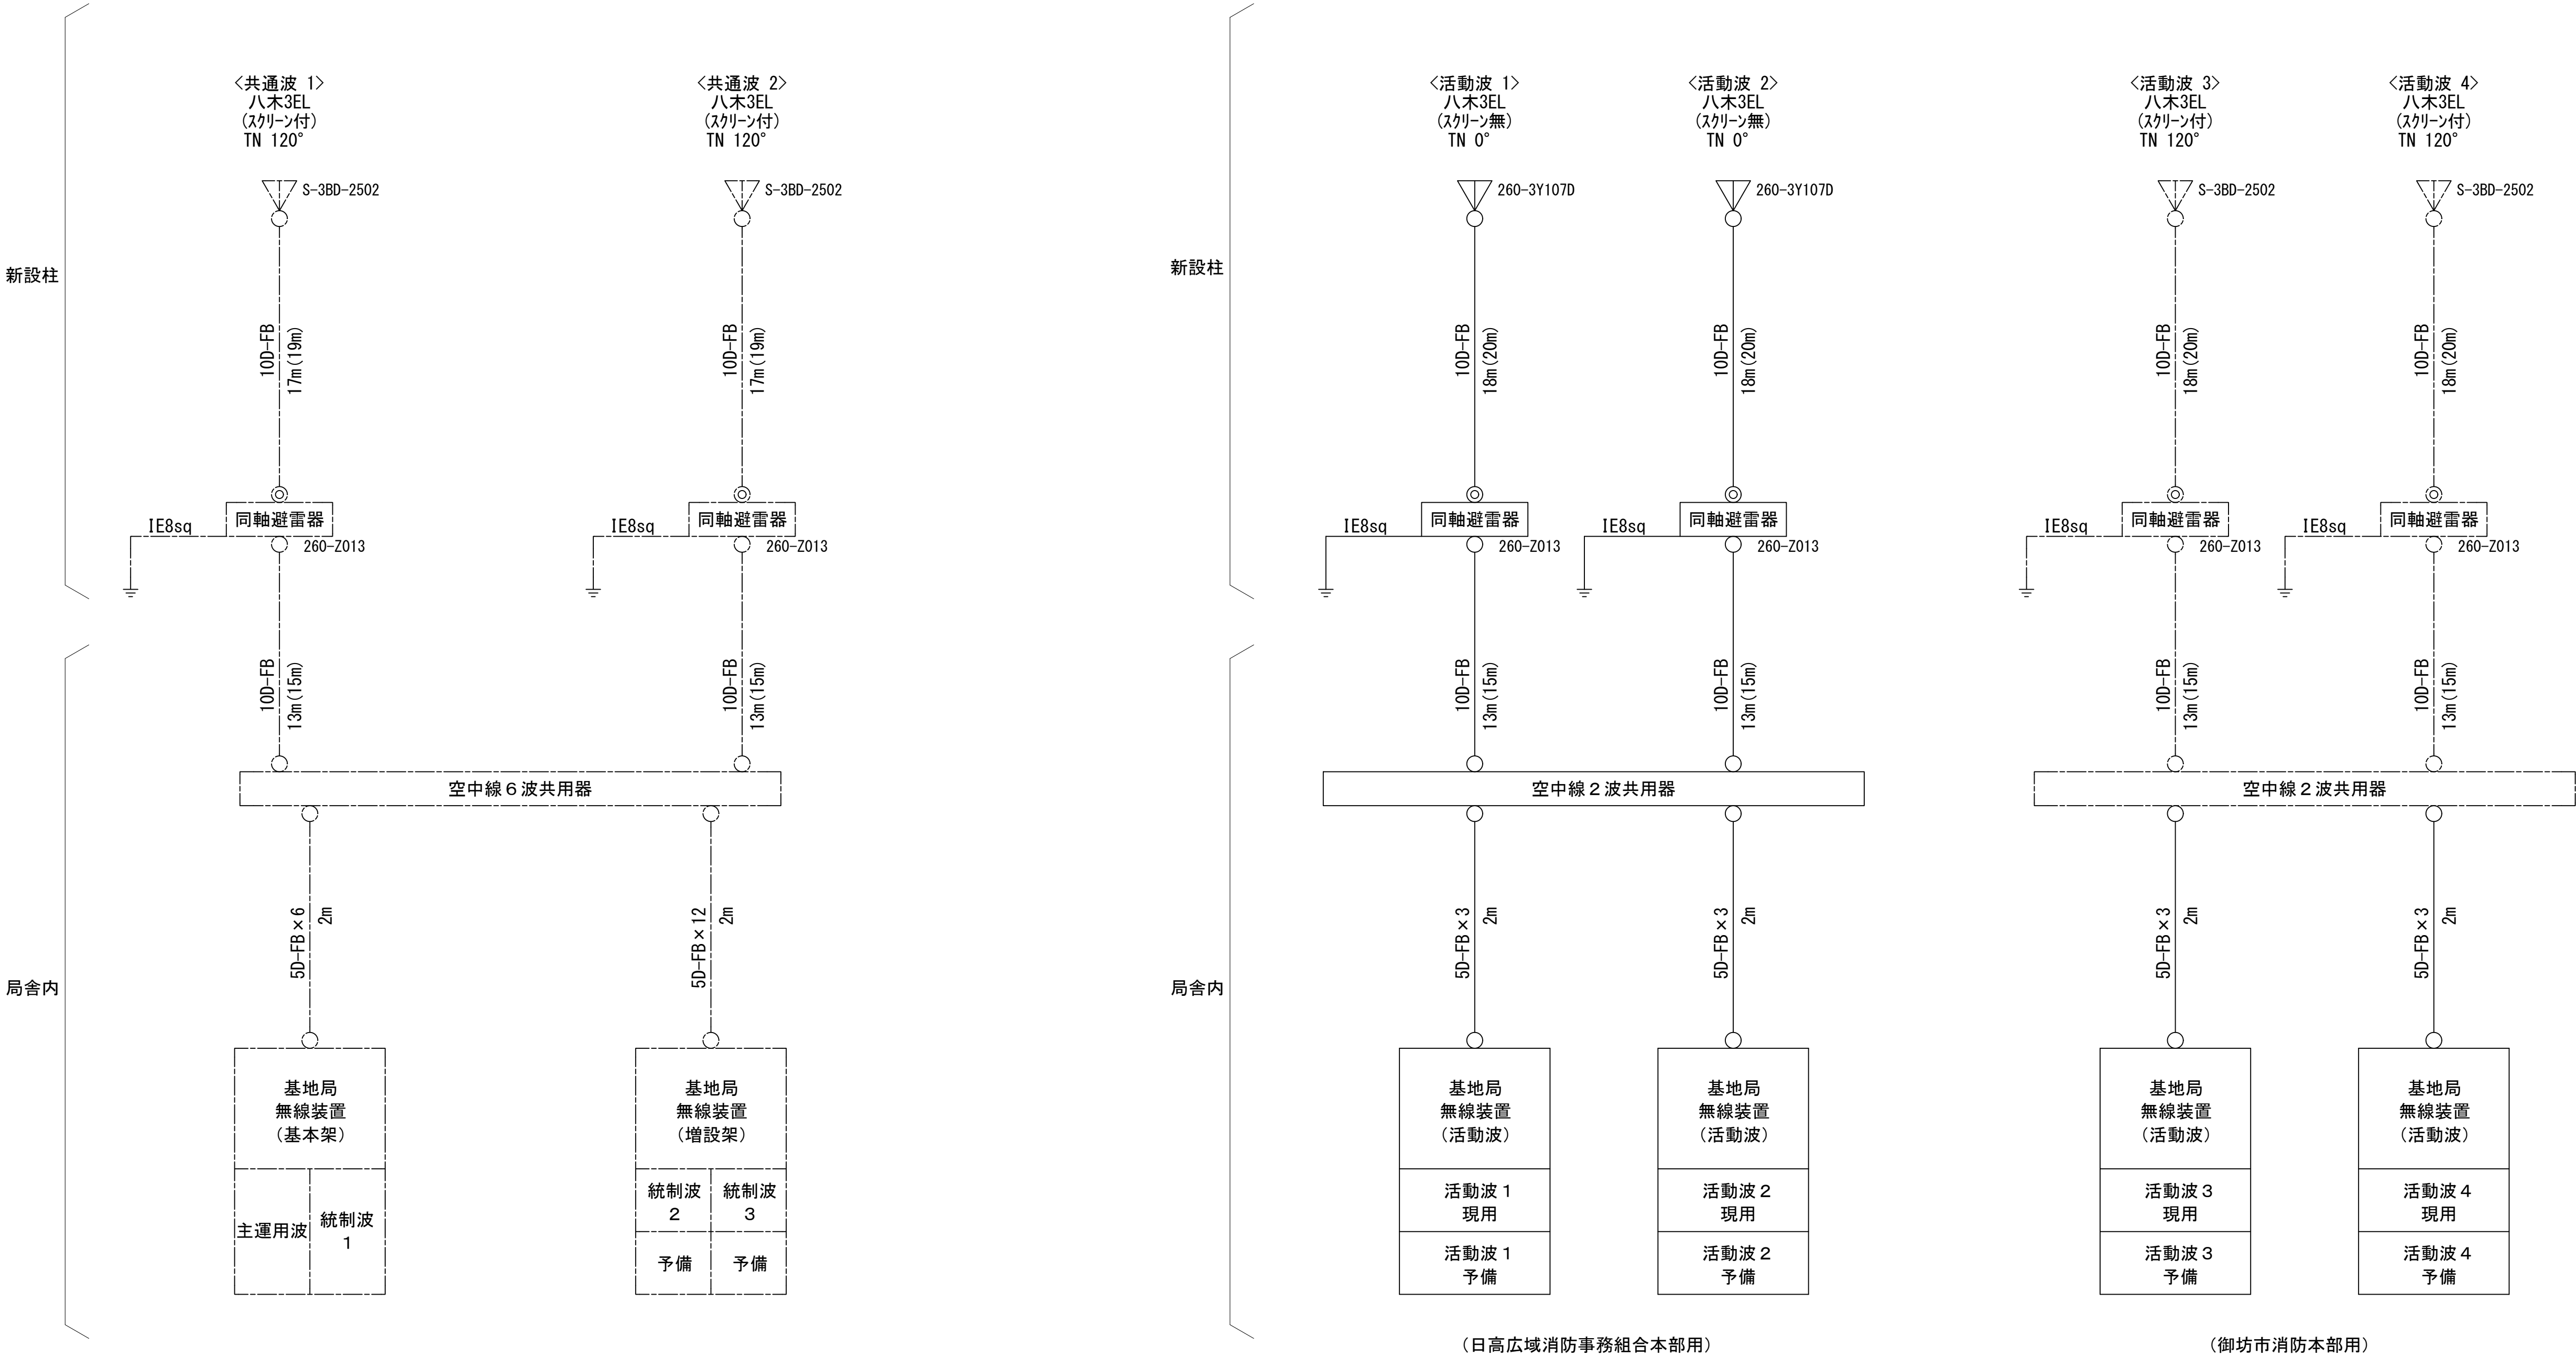 新設柱
<共通波 1>
八木3EL
(ｽｸﾘｰﾝ付)
TN 120°
S-3BD-2502
10D-FB
17m(19m)
同軸避雷器
IE8sq
260-Z013
<共通波 2>
八木3EL
(ｽｸﾘｰﾝ付)
TN 120°
S-3BD-2502
10D-FB
17m(19m)
同軸避雷器
IE8sq
260-Z013
局舎内
10D-FB
13m(15m)
10D-FB
13m(15m)
空中線６波共用器
5D-FB×6
2m
5D-FB×12
2m
基地局
無線装置
（基本架）
主運用波
統制波
1
基地局
無線装置
（増設架）
統制波
2
統制波
3
予備
予備
新設柱
<活動波 1>
八木3EL
(ｽｸﾘｰﾝ無)
TN 0°
260-3Y107D
10D-FB
18m(20m)
同軸避雷器
IE8sq
260-Z013
<活動波 2>
八木3EL
(ｽｸﾘｰﾝ無)
TN 0°
260-3Y107D
10D-FB
18m(20m)
同軸避雷器
IE8sq
260-Z013
<活動波 3>
八木3EL
(ｽｸﾘｰﾝ付)
TN 120°
S-3BD-2502
10D-FB
18m(20m)
同軸避雷器
IE8sq
260-Z013
<活動波 4>
八木3EL
(ｽｸﾘｰﾝ付)
TN 120°
S-3BD-2502
10D-FB
18m(20m)
同軸避雷器
IE8sq
260-Z013
局舎内
10D-FB
13m(15m)
10D-FB
13m(15m)
空中線２波共用器
5D-FB×3
2m
5D-FB×3
2m
基地局
無線装置
（活動波）
活動波１
現用
活動波１
予備
基地局
無線装置
（活動波）
活動波２
現用
活動波２
予備
（日高広域消防事務組合本部用）
10D-FB
13m(15m)
10D-FB
13m(15m)
空中線２波共用器
5D-FB×3
2m
5D-FB×3
2m
基地局
無線装置
（活動波）
活動波３
現用
活動波３
予備
基地局
無線装置
（活動波）
活動波４
現用
活動波４
予備
（御坊市消防本部用）